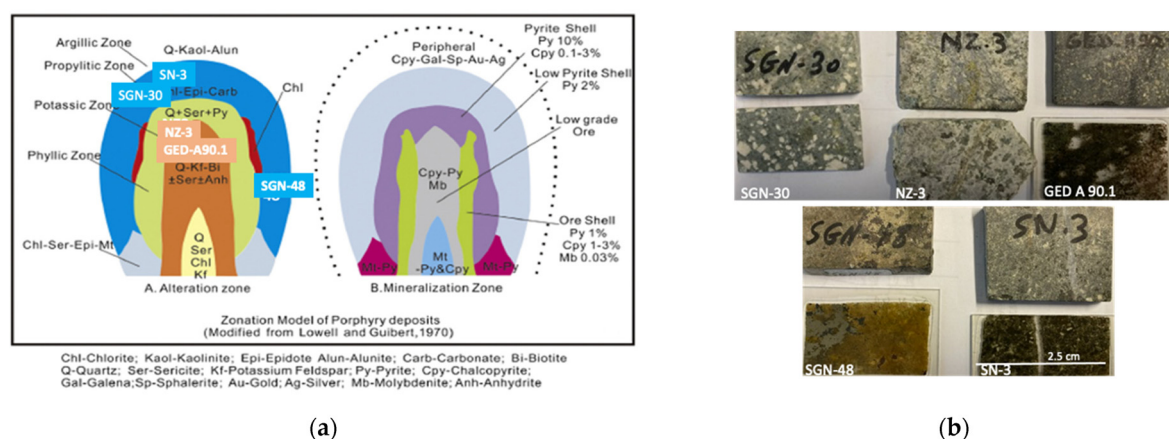 Argillic Zone
Q-Kaol-Alun
Propylitic Zone
SN-3
SGN-30
hl-Epi-Carb
Chl
Potassic Zone
Q+Ser+Py
NZ-3
GED-A90.1
Phyllic Zone
Q-Kf-Bi
±Ser±Anh
SGN-48
Chl-Ser-Epi-Mt
Q
Ser
Chl
Kf
A. Alteration zone
Peripheral
Cpy-Gal-Sp-Au-Ag
Pyrite Shell
Py 10%
Cpy 0.1-3%
Low Pyrite Shell
Py 2%
Low grade
Ore
Cpy-Py
Mb
Ore Shell
Py 1%
Cpy 1-3%
Mb 0.03%
Mt-Py
Mt
-Py&Cpy
Mt-Py
B.Mineralization Zone
Zonation Model of Porphyry deposits
(Modified from Lowell and Guibert,1970)
Chl-Chlorite; Kaol-Kaolinite; Epi-Epidote Alun-Alunite; Carb-Carbonate; Bi-Biotite
Q-Quartz; Ser-Sericite; Kf-Potassium Feldspar; Py-Pyrite; Cpy-Chalcopyrite;
Gal-Galena;Sp-Sphalerite; Au-Gold; Ag-Silver; Mb-Molybdenite; Anh-Anhydrite
(a)
SGN-30
NZ-3
SGN-30
NZ-3
GED A 90.1
SGN-48
SN-3
2.5 cm
SGN-48
SN-3
(b)